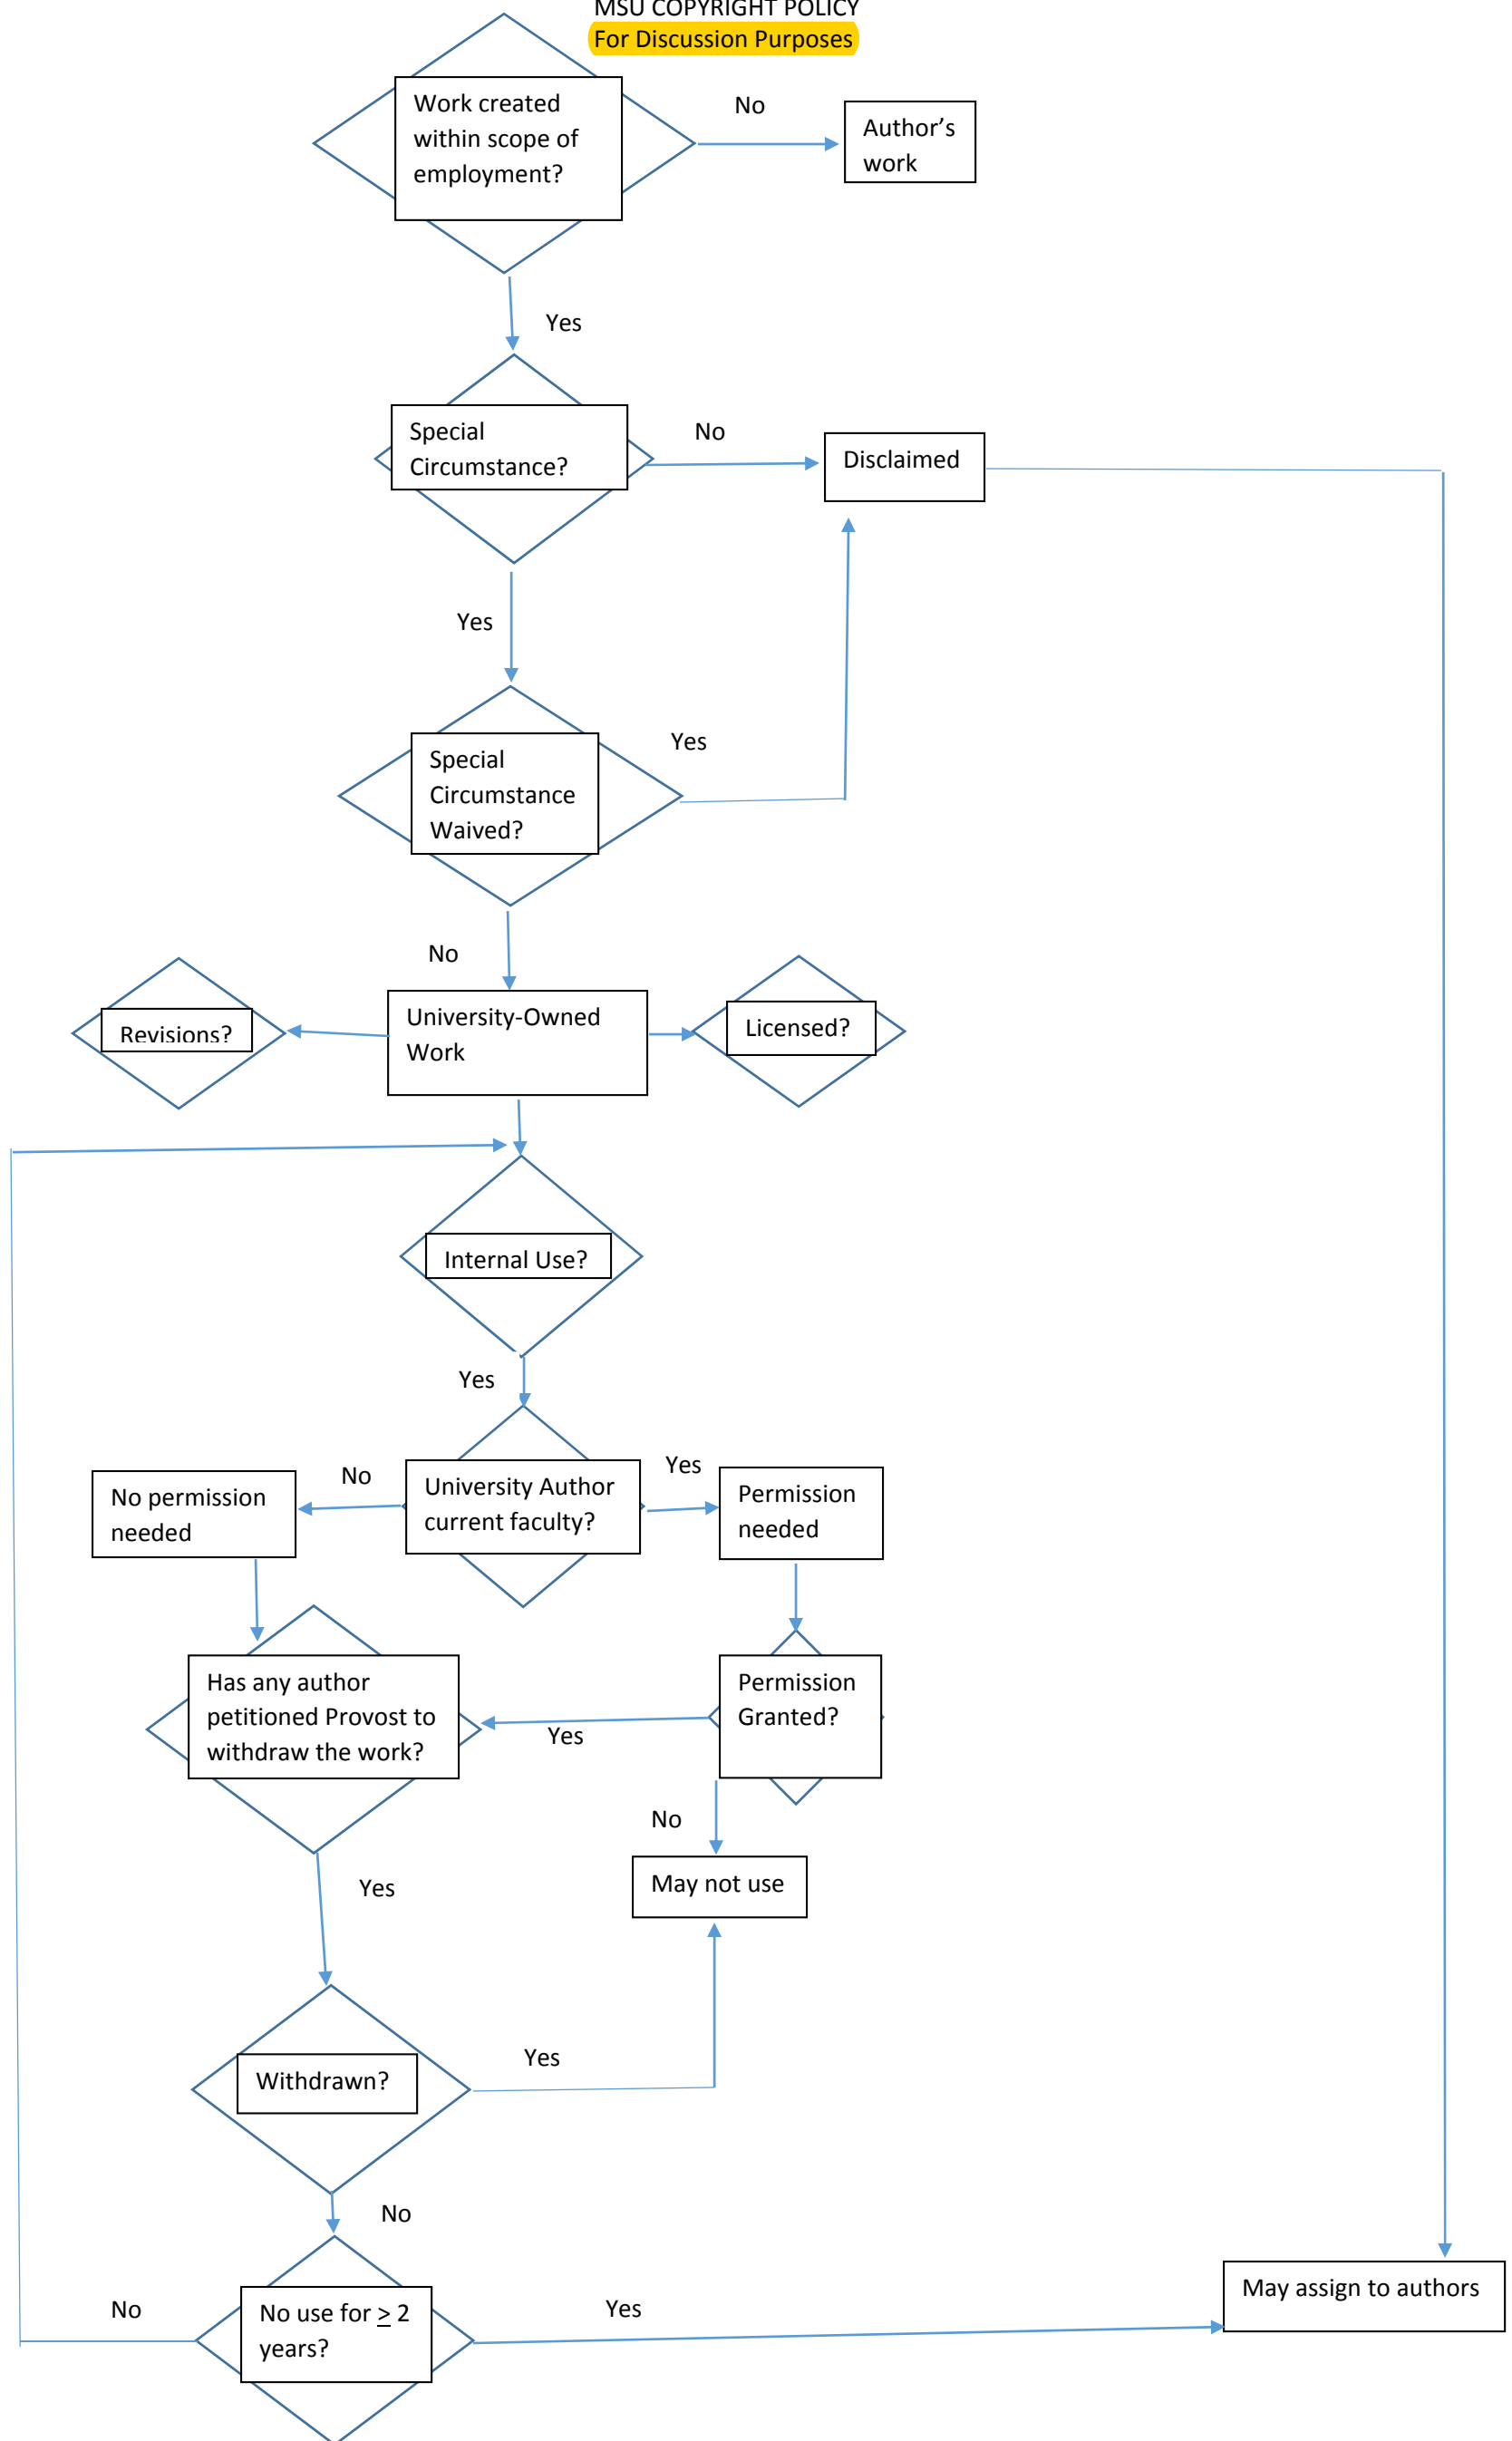 MSU COPYRIGHT POLICY
For Discussion Purposes
Work created
within scope of
employment?
No
Author's
work
Yes
Special
Circumstance?
No
Disclaimed
Yes
Special
Circumstance
Waived?
Yes
No
Revisions?
University-Owned
Work
Licensed?
Internal Use?
Yes
No permission
needed
No
University Author
current faculty?
Yes
Permission
needed
Has any author
petitioned Provost to
withdraw the work?
Yes
Permission
Granted?
No
May not use
Yes
Withdrawn?
Yes
No
No
No use for ≥ 2
years?
Yes
May assign to authors